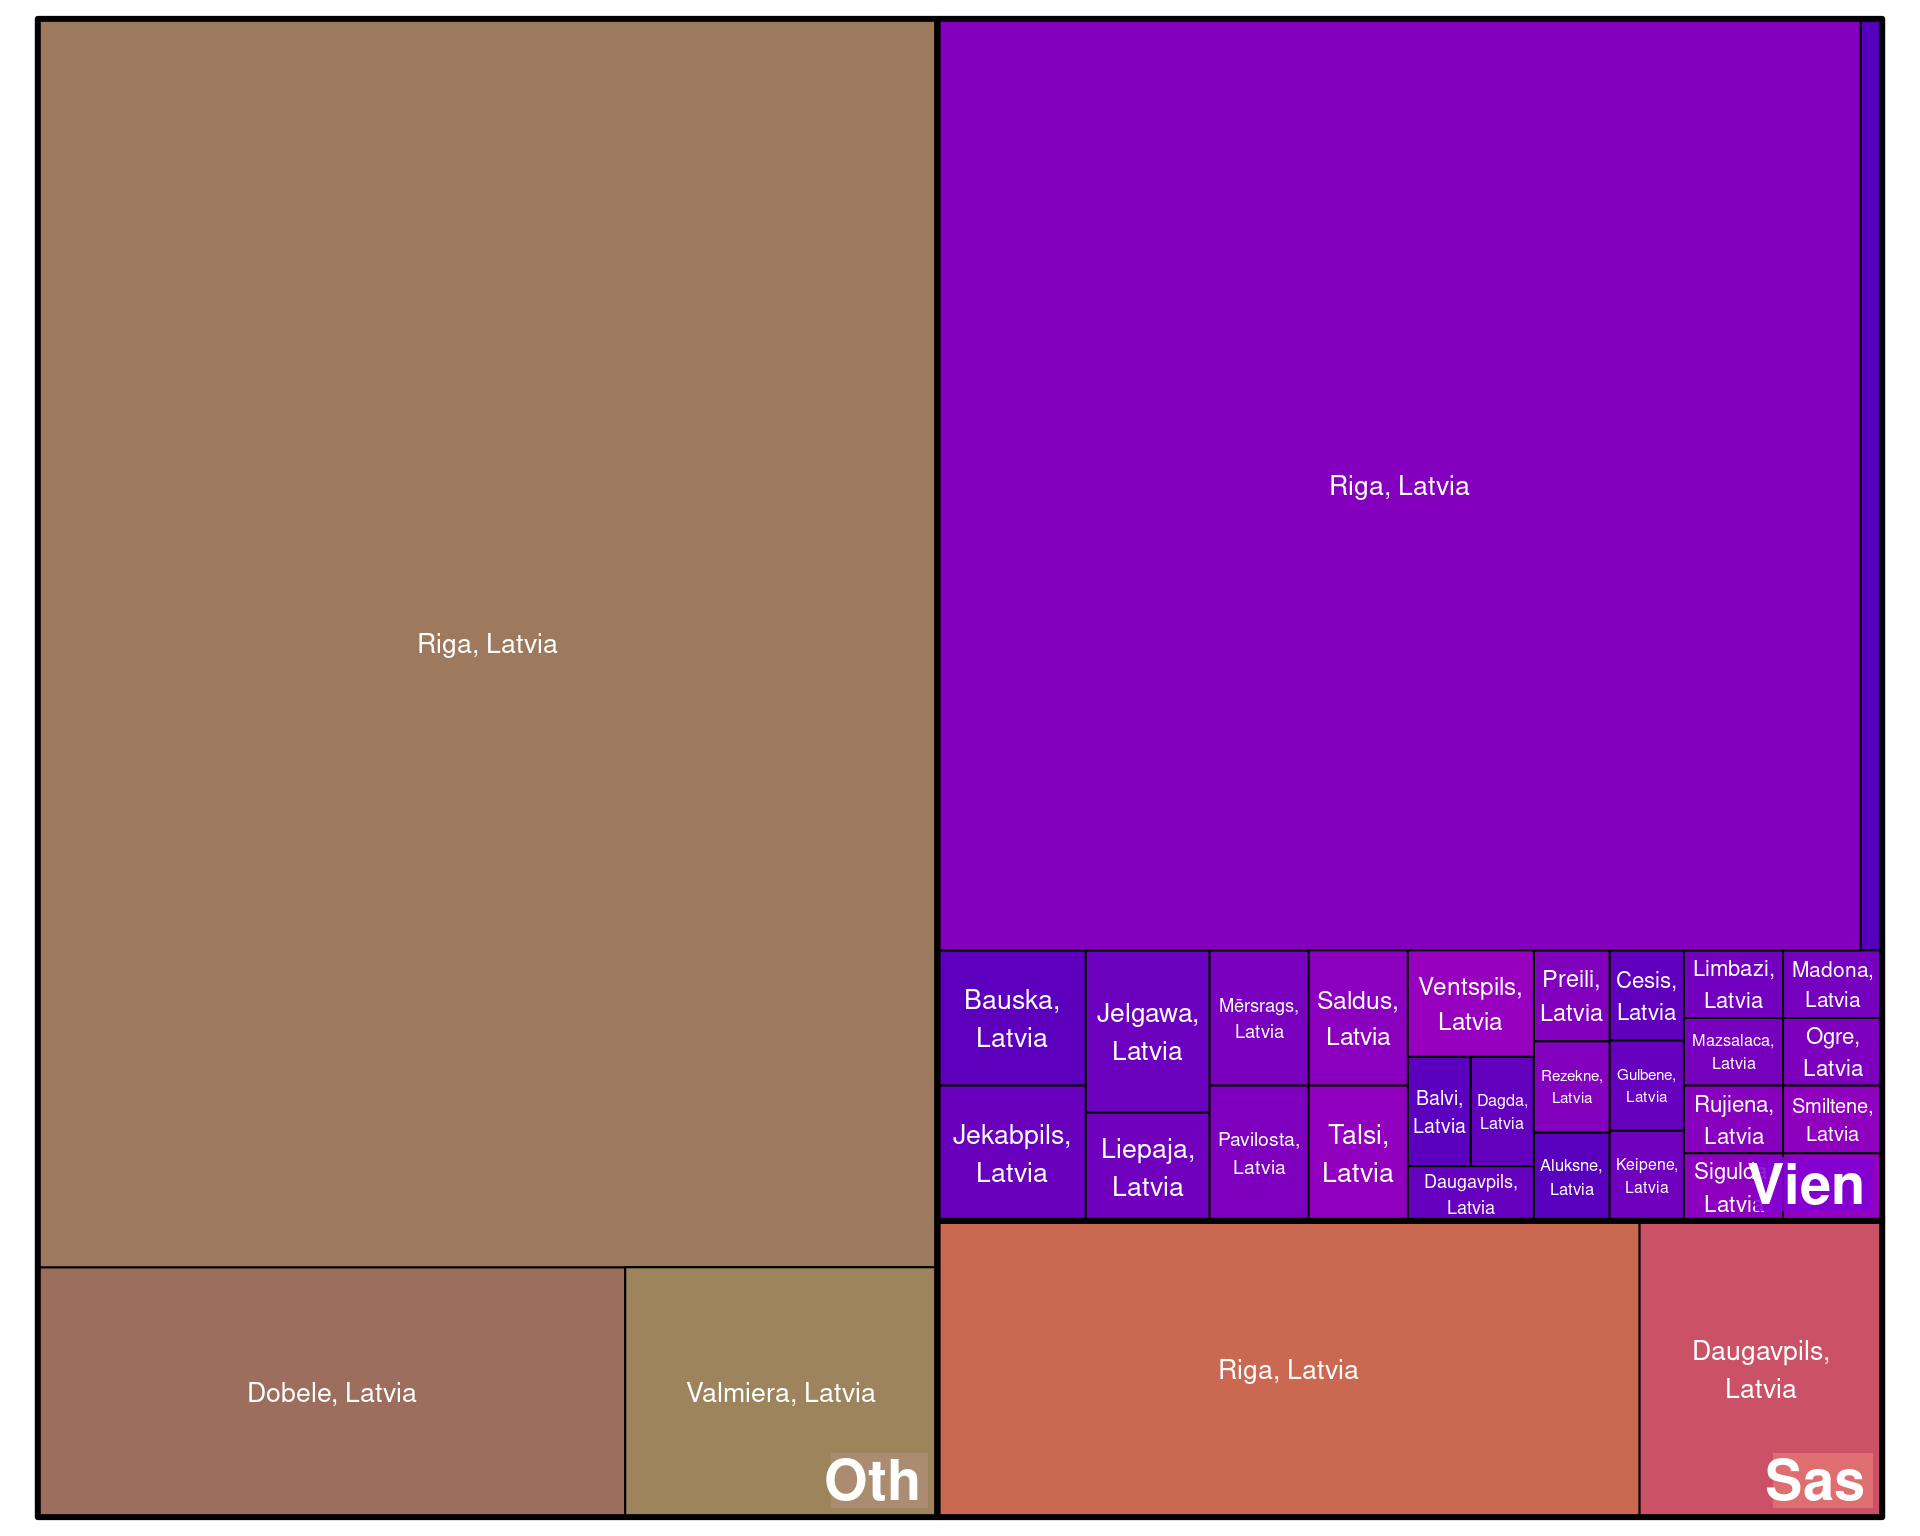 Riga, Latvia
Dobele, Latvia
Valmiera, Latvia
Oth
Riga, Latvia
Bauska,
Latvia
Jekabpils,
Latvia
Jelgawa,
Latvia
Liepaja,
Latvia
Mērsrags,
Latvia
Pavilosta,
Latvia
Saldus,
Latvia
Talsi,
Latvia
Ventspils,
Latvia
Balvi,
Latvia
Dagda,
Latvia
Daugavpils,
Latvia
Preili,
Latvia
Rezekne,
Latvia
Aluksne,
Latvia
Cesis,
Latvia
Gulbene,
Latvia
Keipene,
Latvia
Limbazi,
Latvia
Mazsalaca,
Latvia
Rujiena,
Latvia
Latvia
Madona,
Latvia
Ogre,
Latvia
Smiltene,
Latvia
Vien
Riga, Latvia
Daugavpils,
Latvia
Sas